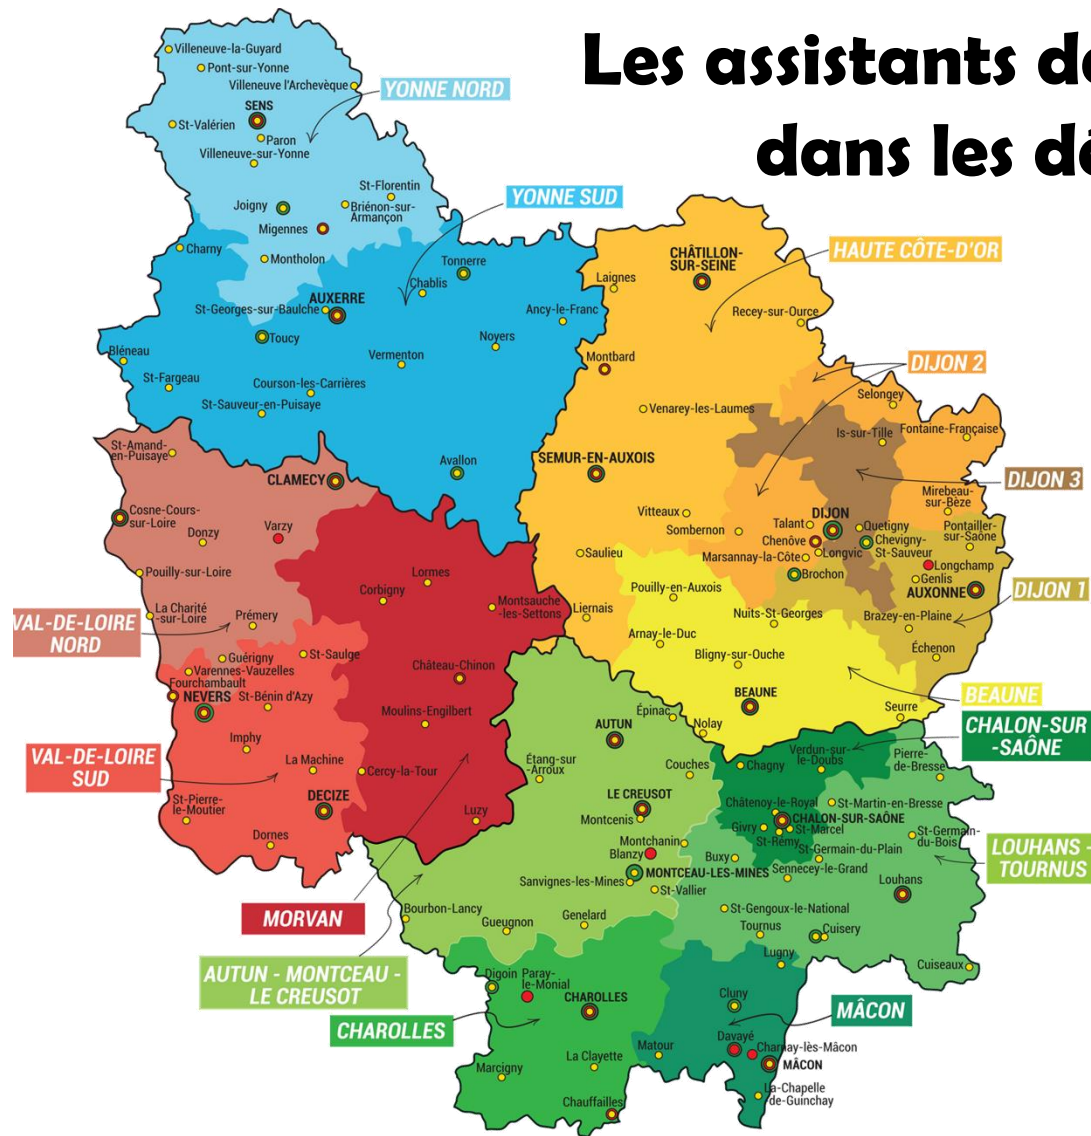 Les assistants d
dans les d
Villeneuve-la-Guyard
Pont-sur-Yonne
Villeneuve l'Archevèque
YONNE NORD
SENS
St-Valérien
Paron
Villeneuve-sur-Yonne
St-Florentin
Joigny
Briénon-sur-
Armançon
Migennes
YONNE SUD
Charny
Montholon
Tonnerre
Chablis
AUXERRE
St-Georges-sur-Baulche
Ancy-le-Franc
Toucy
Noyers
Bléneau
Vermenton
St-Fargeau
Courson-les-Carrières
St-Sauveur-en-Puisaye
Avallon
CHÂTILLON-
SUR-SEINE
HAUTE CÔTE-D'OR
Laignes
Recey-sur-Ource
Montbard
DIJON 2
Selongey
Venarey-les-Laumes
Is-sur-Tille
Fontaine-Française
SEMUR-EN-AUXOIS
DIJON 3
Mirebeau-
sur-Bèze
Vitteaux
DIJON
Talant
Quetigny
Pontailler-
sur-Saône
Sombernon
Chenôve
Chevigny-
St-Sauveur
Saulieu
Marsannay-la-Côte
Longvic
Longchamp
Brochon
Genlis
Pouilly-en-Auxois
AUXONNE
DIJON 1
Liernais
Nuits-St-Georges
Brazey-en-Plaine
Arnay-le-Duc
Échenon
Bligny-sur-Ouche
BEAUNE
BEAUNE
Seurre
Nolay
St-Amand-
en-Puisaye
CLAMECY
Cosne-Cours-
sur-Loire
Varzy
Donzy
Pouilly-sur-Loire
Lormes
Corbigny
La Charité
-sur-Loire
Prémery
Montsauche
-les-Settons
VAL-DE-LOIRE
NORD
Guérigny
St-Saulge
Varennes-Vauzelles
Fourchambault
Château-Chinon
NEVERS
St-Bénin d'Azy
Moulins-Engilbert
Imphy
VAL-DE-LOIRE
SUD
La Machine
Cercy-la-Tour
St-Pierre-
le-Moutier
DECIZE
Luzy
Dornes
MORVAN
Épinac
AUTUN
CHALON-SUR
-SAÔNE
Verdun-sur-
le-Doubs
Pierre-
de-Bresse
Étang-sur
-Arroux
Couches
Chagny
LE CREUSOT
Châtenoy-le-Royal
St-Martin-en-Bresse
Montcenis
CHALON-SUR-SAÔNE
Givry
St-Marcel
St-Rémy
St-Germain-
du-Bois
Montchanin
Blanzy
Buxy
St-Germain-du-Plain
LOUHANS -
TOURNUS
MONTCEAU-LES-MINES
Sennecey-le-Grand
Sanvignes-les-Mines
St-Vallier
Louhans
Bourbon-Lancy
St-Gengoux-le-National
Gueugnon
Genelard
Tournus
Cuisery
Lugny
Cuiseaux
AUTUN - MONTCEAU -
LE CREUSOT
Digoin
Paray-
le-Monial
CHAROLLES
Cluny
MÂCON
CHAROLLES
Davayé
Charnay-lès-Mâcon
Matour
MÂCON
La Clayette
Marcigny
La-Chapelle
de-Guinchay
Chauffailles